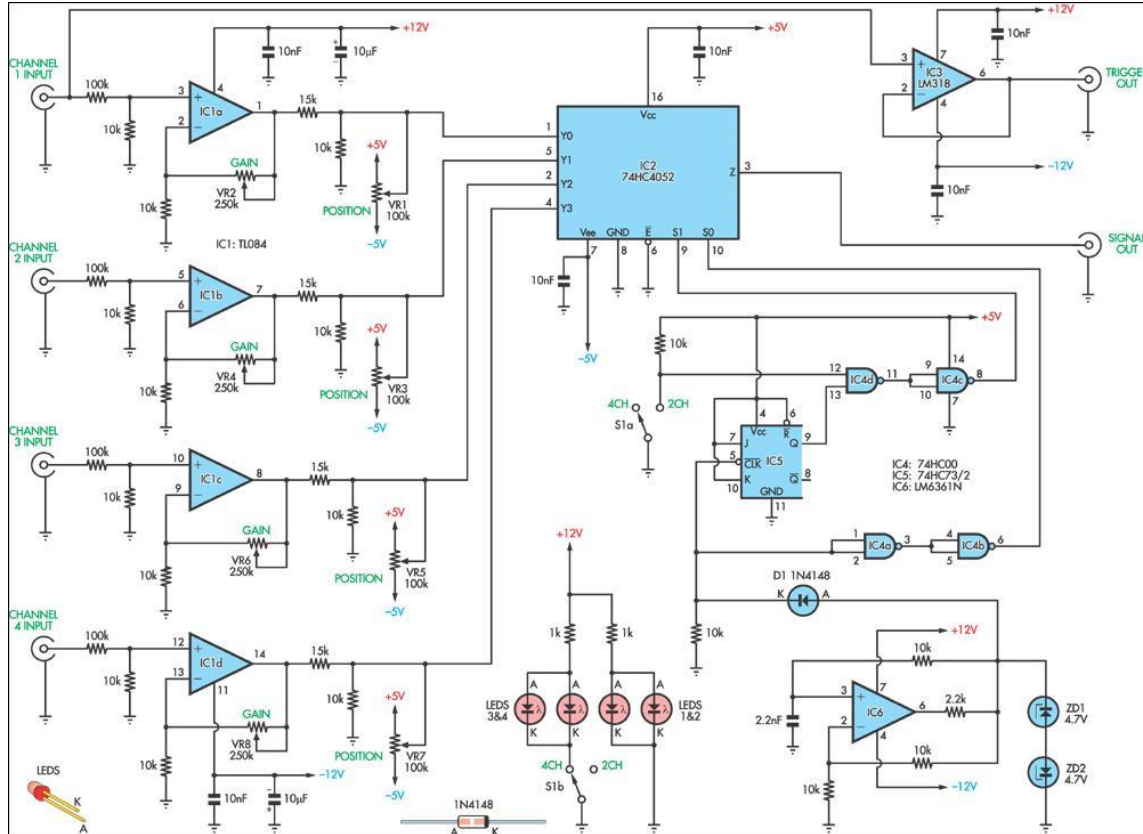 CHANNEL
1 INPUT
100k
10k
3
+
2
–
4
IC1a
1
+12V
10nF
10µF
+
–
15k
10k
+5V
VR1
100k
POSITION
–5V
GAIN
VR2
250k
10k
IC1: TL084
CHANNEL
2 INPUT
100k
10k
5
+
6
–
IC1b
7
15k
10k
+5V
VR3
100k
POSITION
–5V
GAIN
VR4
250k
10k
CHANNEL
3 INPUT
100k
10k
10
+
9
–
IC1c
8
15k
10k
+5V
VR5
100k
POSITION
–5V
GAIN
VR6
250k
10k
CHANNEL
4 INPUT
100k
10k
12
+
13
–
11
IC1d
14
15k
10k
+5V
VR7
100k
POSITION
–5V
GAIN
VR8
250k
10k
–12V
10nF
10µF
–
+
+5V
10nF
16
Vcc
1 Y0
5 Y1
2 Y2
4 Y3
IC2
74HC4052
Z 3
Vee GND E S1 S0
7 8 6 9 10
10nF
–5V
+12V
10nF
3
+
2
–
7
IC3
LM318
6
4
–12V
10nF
TRIGGE
OUT
SIGNA
OUT
+5V
10k
4CH 2CH
S1a
12
13
IC4d
11
9
10
14
IC4c
8
7
4 6
Vcc R
7 J
Q 9
5 CLK
IC5
10 K
Q 8
GND
11
IC4: 74HC00
IC5: 74HC73/2
IC6: LM6361N
1
2
IC4a
3
4
5
IC4b
6
D1 1N4148
K A
10k
+12V
1k 1k
A A A A
LEDS
3&4
λ λ λ λ
LEDS
1&2
K K K K
4CH 2CH
S1b
+12V
10k
3
+
2
–
7
IC6
6
4
2.2k
2.2nF
10k
10k
–12V
ZD1
4.7V
ZD2
4.7V
LEDS
K
A
1N4148
A K